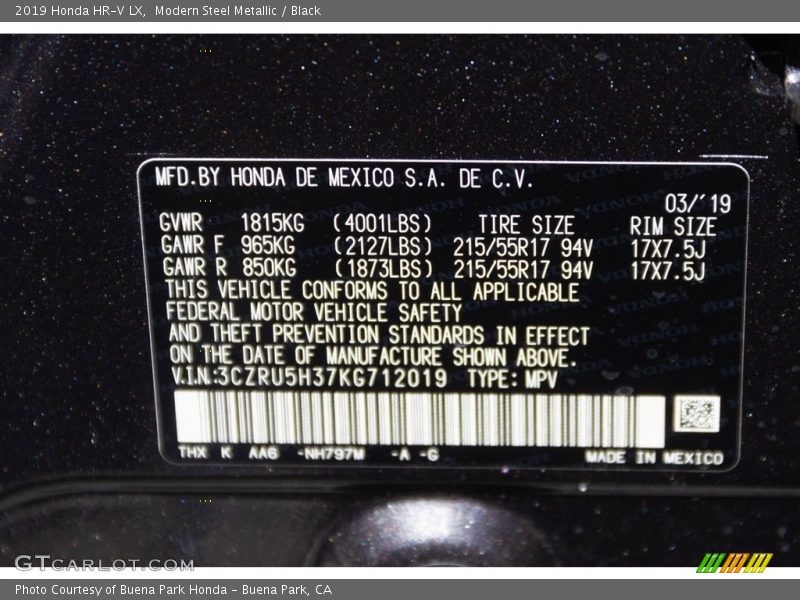 2019 Honda HR-V LX, Modern Steel Metallic / Black
MFD.BY HONDA DE MEXICO S.A. DE C.V.
03/'19
GVWR 1815KG (4001LBS) TIRE SIZE RIM SIZE
GAWR F 965KG (2127LBS) 215/55R17 94V 17X7.5J
GAWR R 850KG (1873LBS) 215/55R17 94V 17X7.5J
THIS VEHICLE CONFORMS TO ALL APPLICABLE
FEDERAL MOTOR VEHICLE SAFETY
AND THEFT PREVENTION STANDARDS IN EFFECT
ON THE DATE OF MANUFACTURE SHOWN ABOVE.
V.I.N:3CZRU5H37KG712019 TYPE: MPV
THX K AA6 -NH797M -A -G MADE IN MEXICO
GTCARLOT.COM
Photo Courtesy of Buena Park Honda - Buena Park, CA